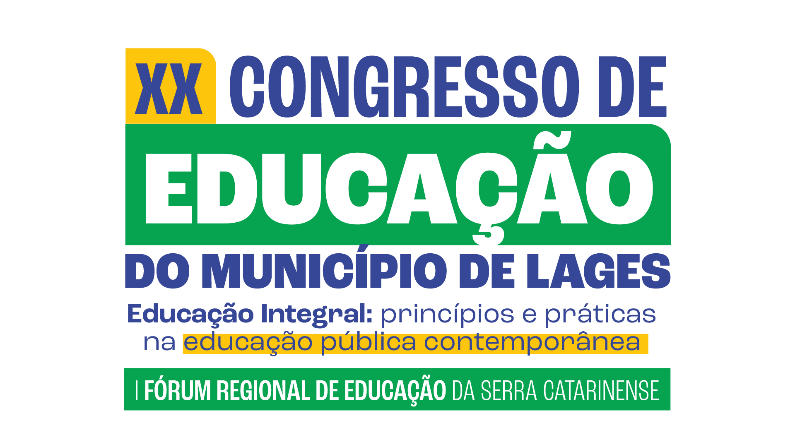 XX CONGRESSO DE
EDUCAÇÃO
DO MUNICÍPIO DE LAGES
Educação Integral: princípios e práticas
na educação pública contemporânea
I FÓRUM REGIONAL DE EDUCAÇÃO DA SERRA CATARINENSE